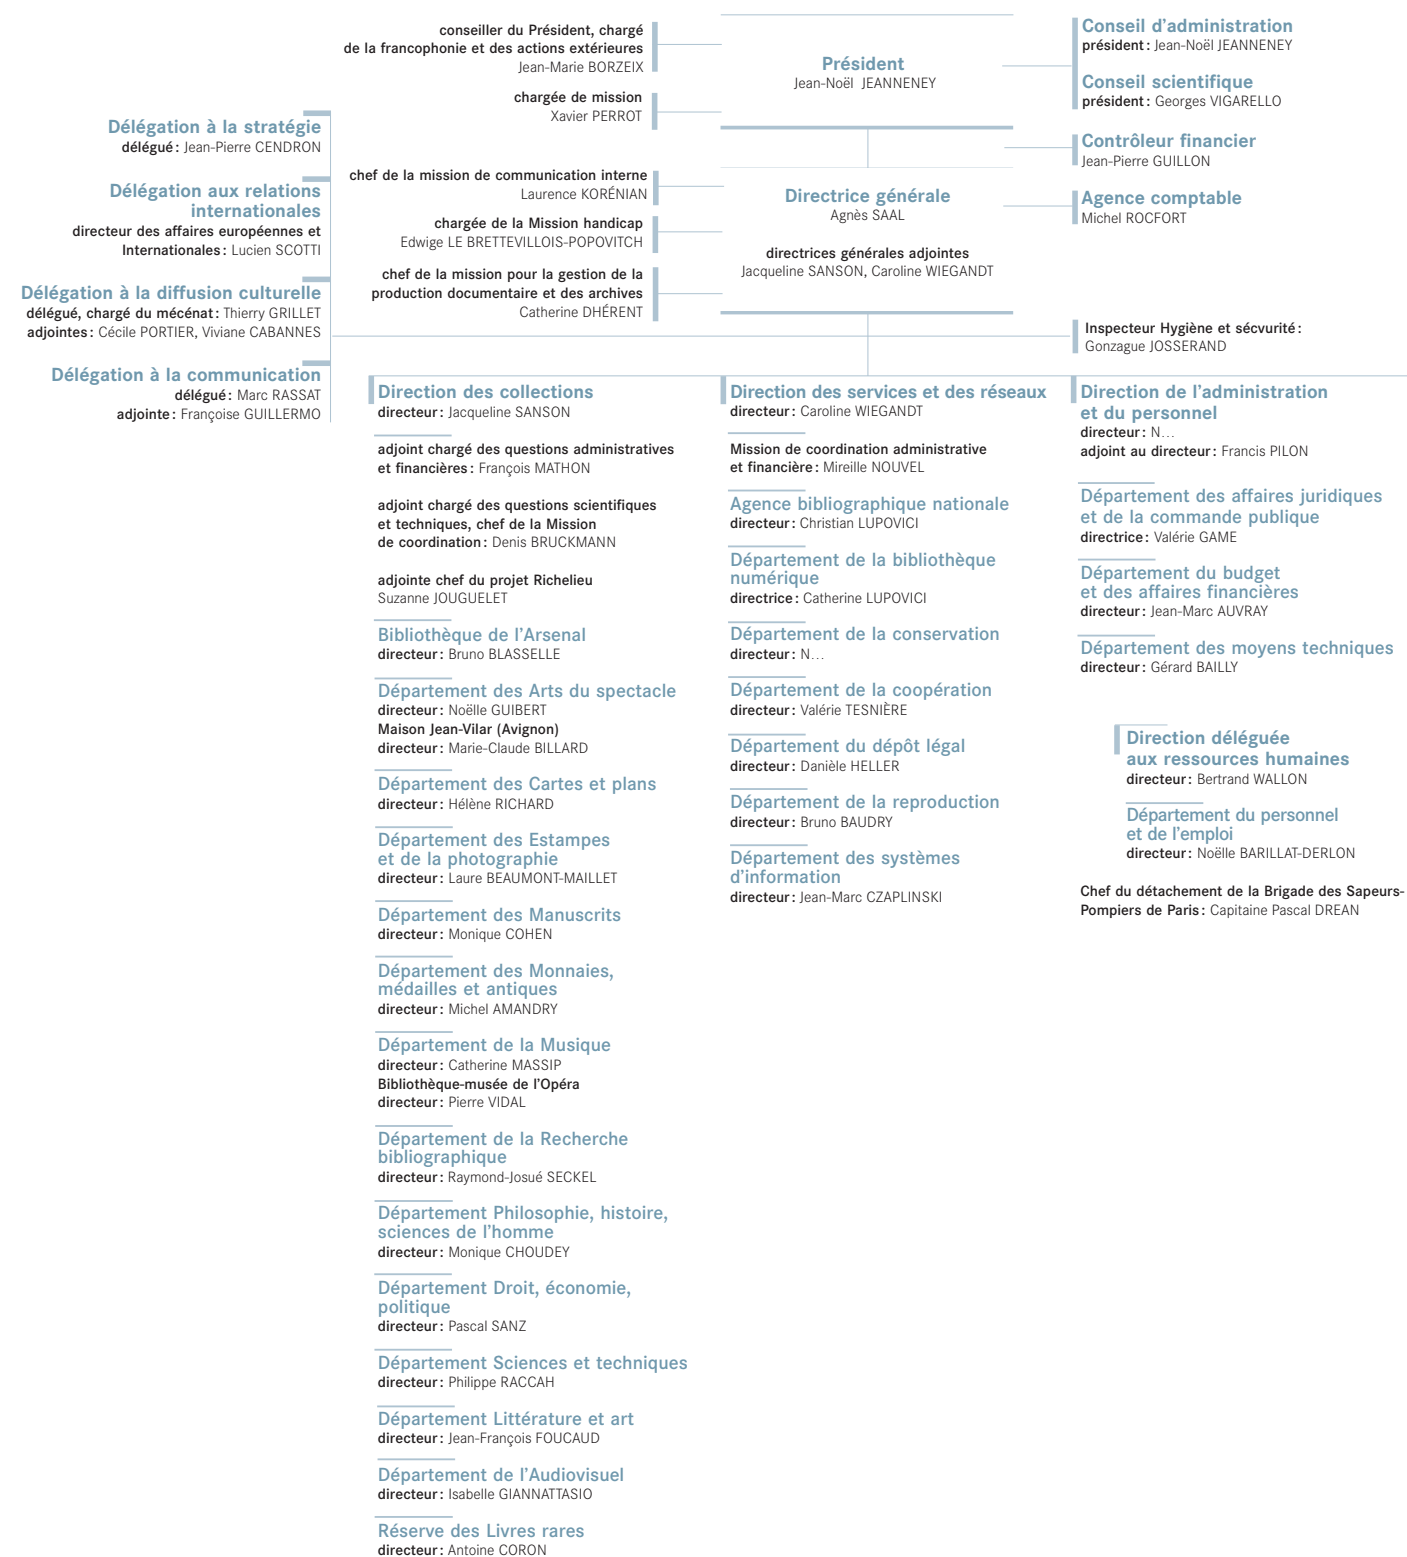 conseiller du Président, chargé
de la francophonie et des actions extérieures
Jean-Marie BORZEIX
chargée de mission
Xavier PERROT
Président
Jean-Noël JEANNENEY
Conseil d’administration
président : Jean-Noël JEANNENEY
Conseil scientifique
président : Georges VIGARELLO
Contrôleur financier
Jean-Pierre GUILLON
Agence comptable
Michel ROCFORT
Délégation à la stratégie
délégué : Jean-Pierre CENDRON
Délégation aux relations
internationales
directeur des affaires européennes et
Internationales : Lucien SCOTTI
Délégation à la diffusion culturelle
délégué, chargé du mécénat : Thierry GRILLET
adjointes : Cécile PORTIER, Viviane CABANNES
Délégation à la communication
délégué : Marc RASSAT
adjointe : Françoise GUILLERMO
chef de la mission de communication interne
Laurence KORÉNIAN
chargée de la Mission handicap
Edwige LE BRETTEVILLOIS-POPOVITCH
chef de la mission pour la gestion de la
production documentaire et des archives
Catherine DHÉRENT
Directrice générale
Agnès SAAL
directrices générales adjointes
Jacqueline SANSON, Caroline WIEGANDT
Inspecteur Hygiène et sécvurité :
Gonzague JOSSERAND
Direction des collections
directeur : Jacqueline SANSON
adjoint chargé des questions administratives
et financières : François MATHON
adjoint chargé des questions scientifiques
et techniques, chef de la Mission
de coordination : Denis BRUCKMANN
adjointe chef du projet Richelieu
Suzanne JOUGUELET
Bibliothèque de l’Arsenal
directeur : Bruno BLASSELLE
Département des Arts du spectacle
directeur : Noëlle GUIBERT
Maison Jean-Vilar (Avignon)
directeur : Marie-Claude BILLARD
Département des Cartes et plans
directeur : Hélène RICHARD
Département des Estampes
et de la photographie
directeur : Laure BEAUMONT-MAILLET
Département des Manuscrits
directeur : Monique COHEN
Département des Monnaies,
médailles et antiques
directeur : Michel AMANDRY
Département de la Musique
directeur : Catherine MASSIP
Bibliothèque-musée de l’Opéra
directeur : Pierre VIDAL
Département de la Recherche
bibliographique
directeur : Raymond-Josué SECKEL
Département Philosophie, histoire,
sciences de l’homme
directeur : Monique CHOUDEY
Département Droit, économie,
politique
directeur : Pascal SANZ
Département Sciences et techniques
directeur : Philippe RACCAH
Département Littérature et art
directeur : Jean-François FOUCAUD
Département de l’Audiovisuel
directeur : Isabelle GIANNATTASIO
Réserve des Livres rares
directeur : Antoine CORON
Direction des services et des réseaux
directeur : Caroline WIEGANDT
Mission de coordination administrative
et financière : Mireille NOUVEL
Agence bibliographique nationale
directeur : Christian LUPOVICI
Département de la bibliothèque
numérique
directrice : Catherine LUPOVICI
Département de la conservation
directeur : N…
Département de la coopération
directeur : Valérie TESNIÈRE
Département du dépôt légal
directeur : Danièle HELLER
Département de la reproduction
directeur : Bruno BAUDRY
Département des systèmes
d’information
directeur : Jean-Marc CZAPLINSKI
Direction de l’administration
et du personnel
directeur : N…
adjoint au directeur : Francis PILON
Département des affaires juridiques
et de la commande publique
directrice : Valérie GAME
Département du budget
et des affaires financières
directeur : Jean-Marc AUVRAY
Département des moyens techniques
directeur : Gérard BAILLY
Direction déléguée
aux ressources humaines
directeur : Bertrand WALLON
Département du personnel
et de l’emploi
directeur : Noëlle BARILLAT-DERLON
Chef du détachement de la Brigade des Sapeurs-
Pompiers de Paris : Capitaine Pascal DREAN